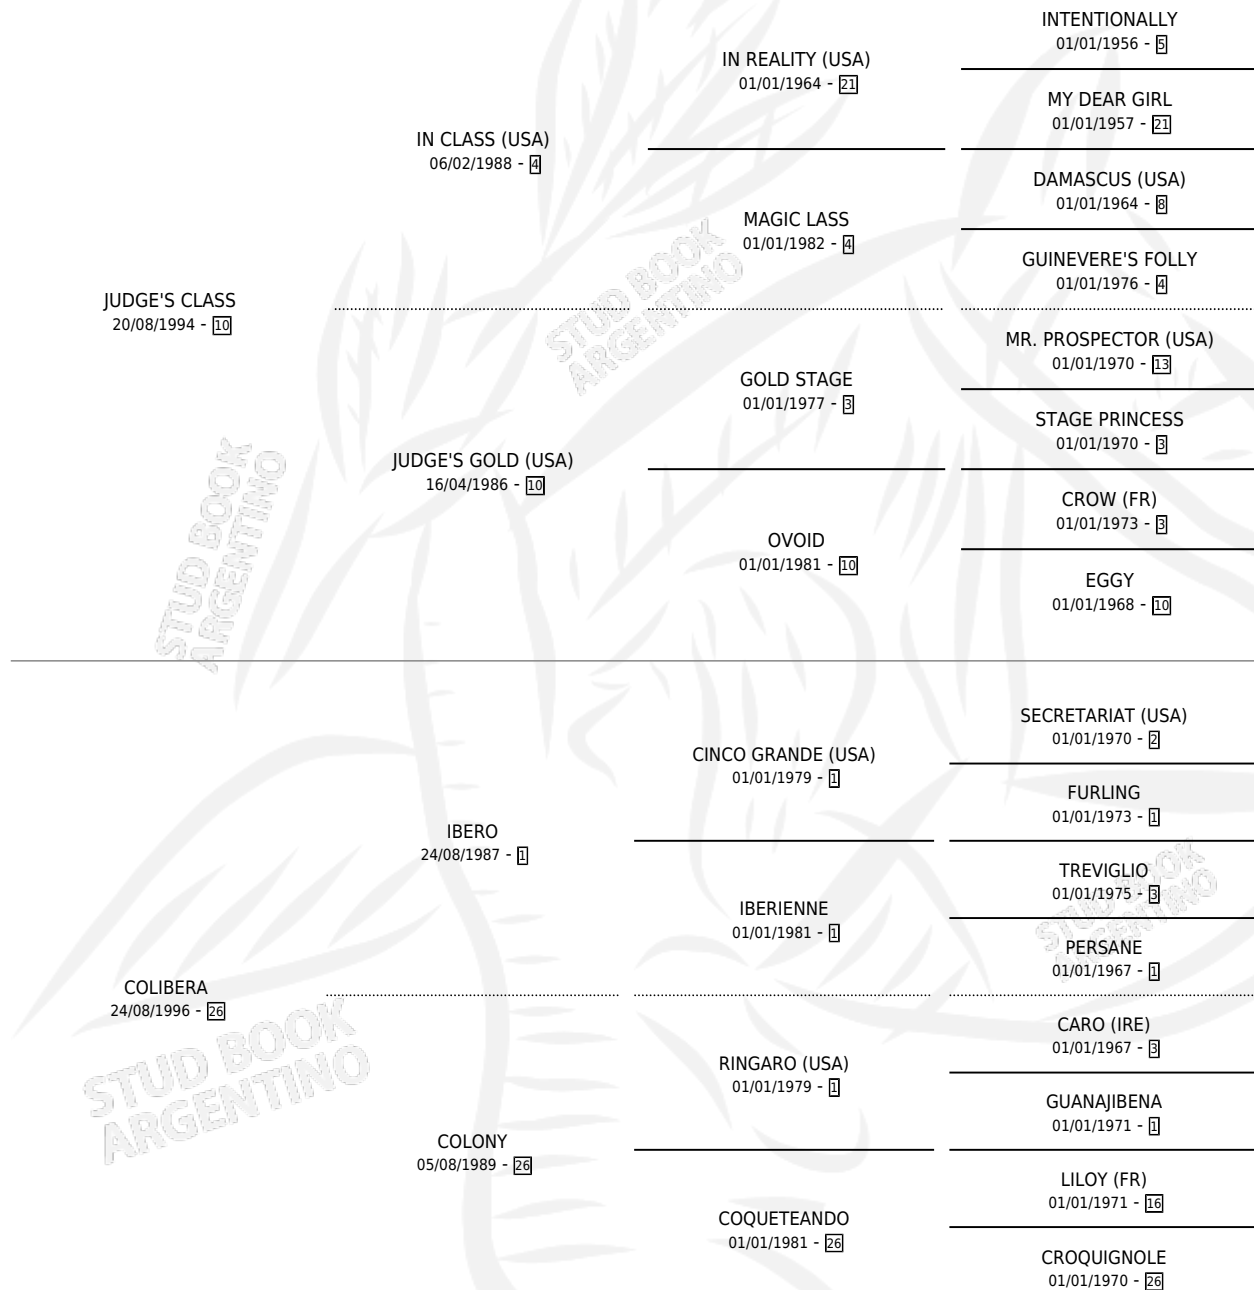 INTENTIONALLY
01/01/1956 - 5
IN REALITY (USA)
01/01/1964 - 21
MY DEAR GIRL
01/01/1957 - 21
IN CLASS (USA)
06/02/1988 - 4
DAMASCUS (USA)
01/01/1964 - 8
MAGIC LASS
01/01/1982 - 4
GUINEVERE'S FOLLY
01/01/1976 - 4
JUDGE'S CLASS
20/08/1994 - 10
MR. PROSPECTOR (USA)
01/01/1970 - 13
GOLD STAGE
01/01/1977 - 3
STAGE PRINCESS
01/01/1970 - 3
JUDGE'S GOLD (USA)
16/04/1986 - 10
CROW (FR)
01/01/1973 - 3
OVOID
01/01/1981 - 10
EGGY
01/01/1968 - 10
SECRETARIAT (USA)
01/01/1970 - 2
CINCO GRANDE (USA)
01/01/1979 - 1
FURLING
01/01/1973 - 1
IBERO
24/08/1987 - 1
TREVIGLIO
01/01/1975 - 3
IBERIENNE
01/01/1981 - 1
PERSANE
01/01/1967 - 1
COLIBERA
24/08/1996 - 26
CARO (IRE)
01/01/1967 - 3
RINGARO (USA)
01/01/1979 - 1
GUANAJIBENA
01/01/1971 - 1
COLONY
05/08/1989 - 26
LILOY (FR)
01/01/1971 - 16
COQUETEANDO
01/01/1981 - 26
CROQUIGNOLE
01/01/1970 - 26
STUD BOOK
ARGENTINO
STUD BOOK
ARGENTINO
STUD BOOK
ARGENTINO
STUD BOOK
ARGENTINO